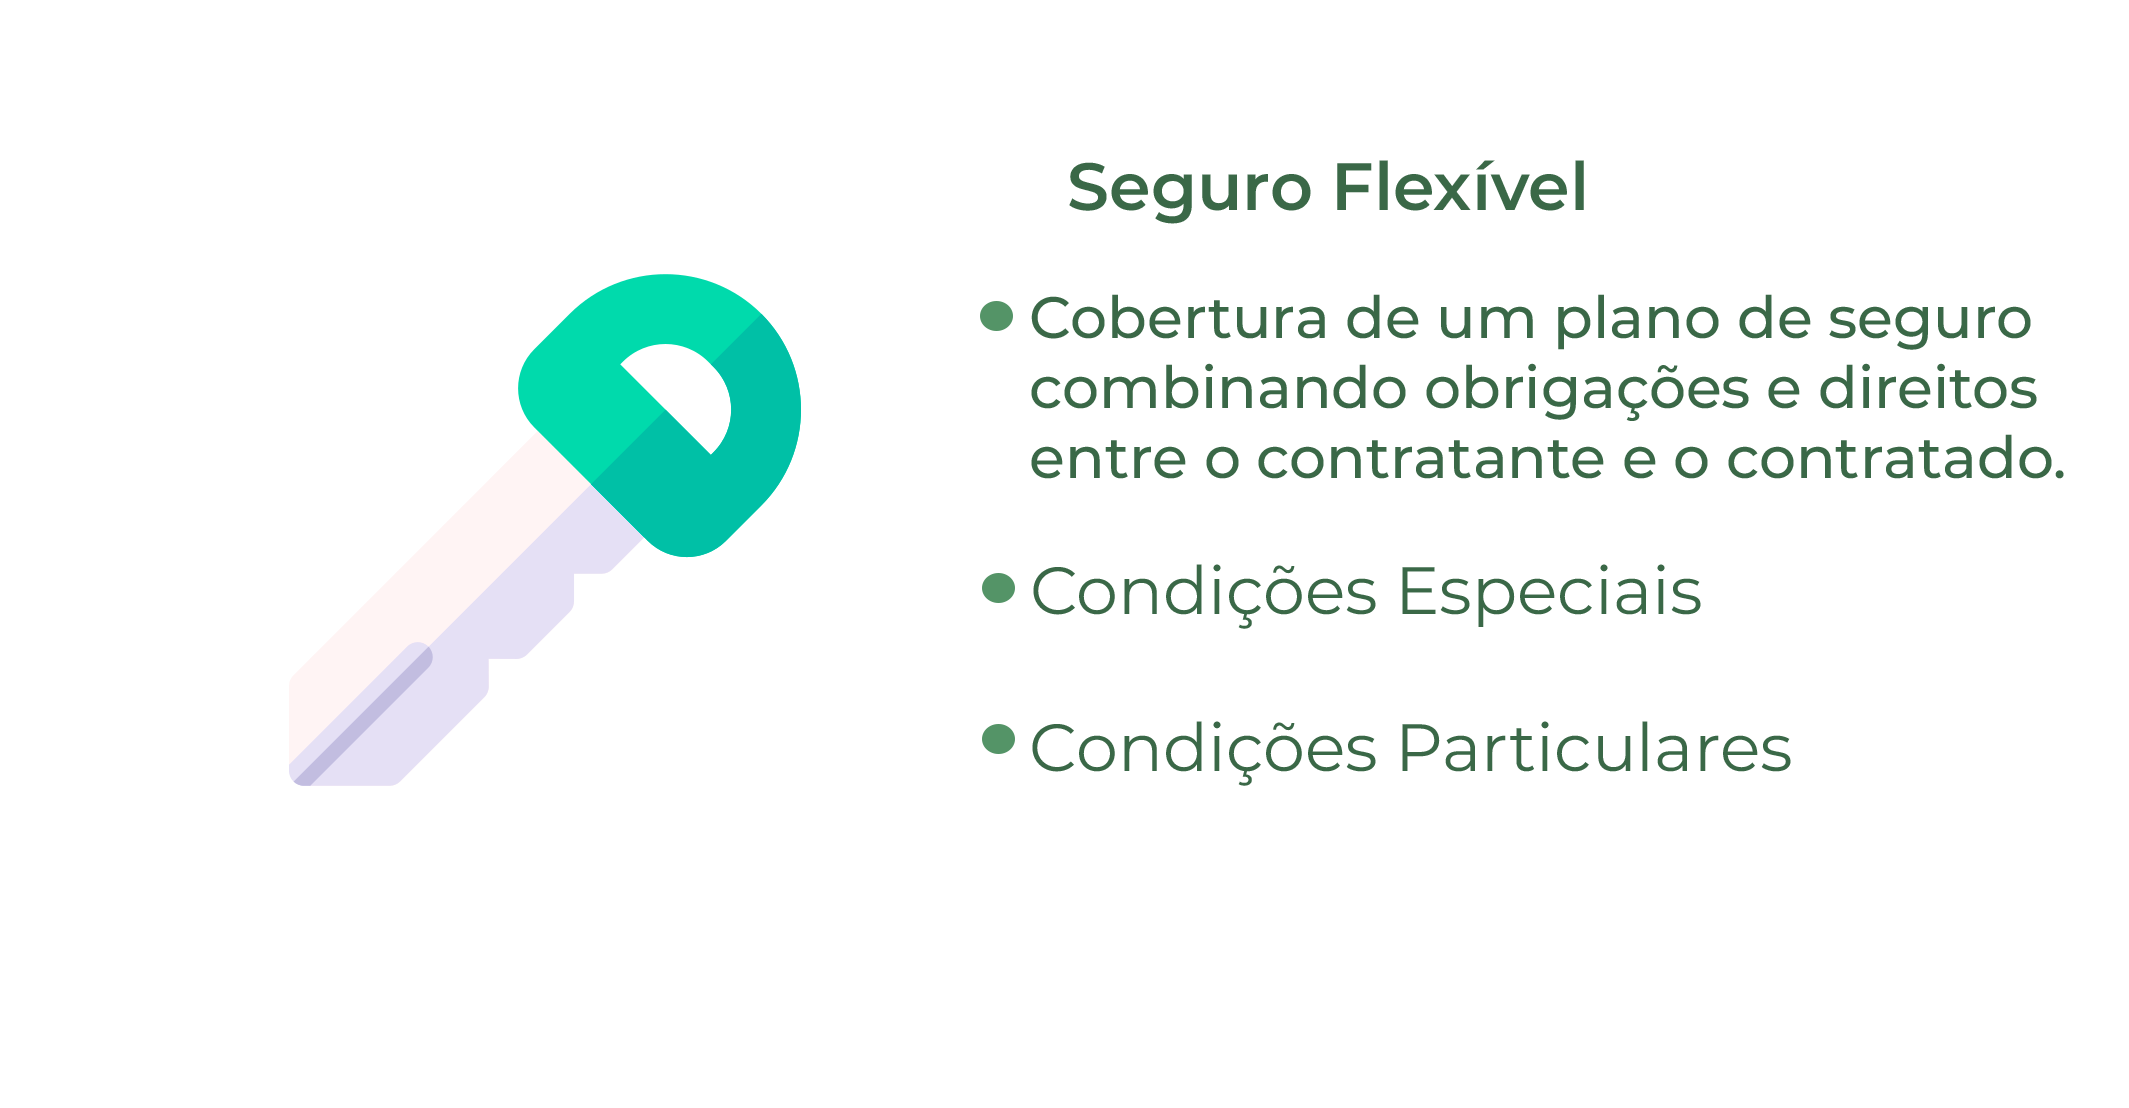 Seguro Flexível
Cobertura de um plano de seguro
combinando obrigações e direitos
entre o contratante e o contratado.
Condições Especiais
Condições Particulares